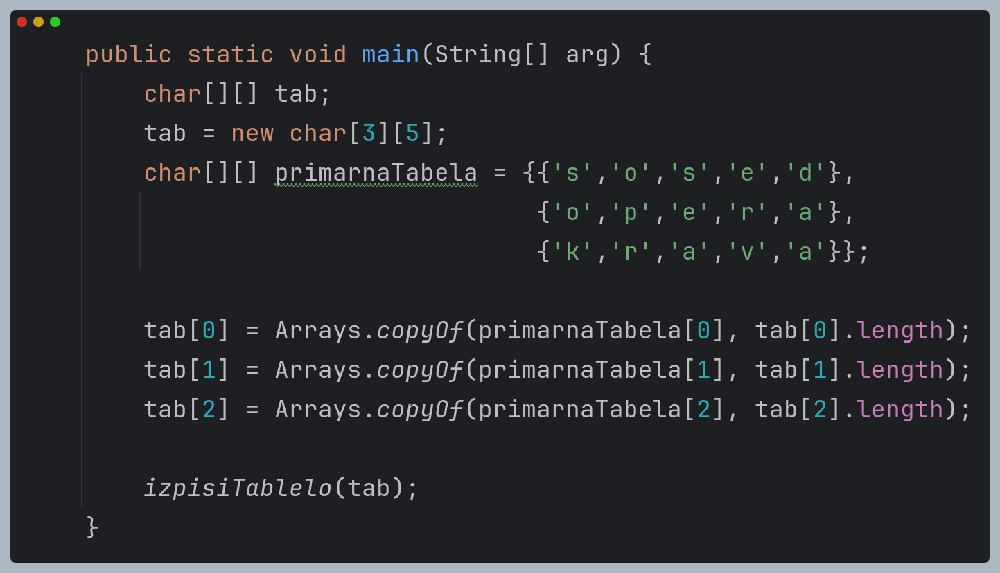 public static void main(String[] arg) {
    char[][] tab;
    tab = new char[3][5];
    char[][] primarnaTabela = {{'s','o','s','e','d'},
                               {'o','p','e','r','a'},
                               {'k','r','a','v','a'}};
    tab[0] = Arrays.copyOf(primarnaTabela[0], tab[0].length);
    tab[1] = Arrays.copyOf(primarnaTabela[1], tab[1].length);
    tab[2] = Arrays.copyOf(primarnaTabela[2], tab[2].length);
    izpisiTablelo(tab);
}